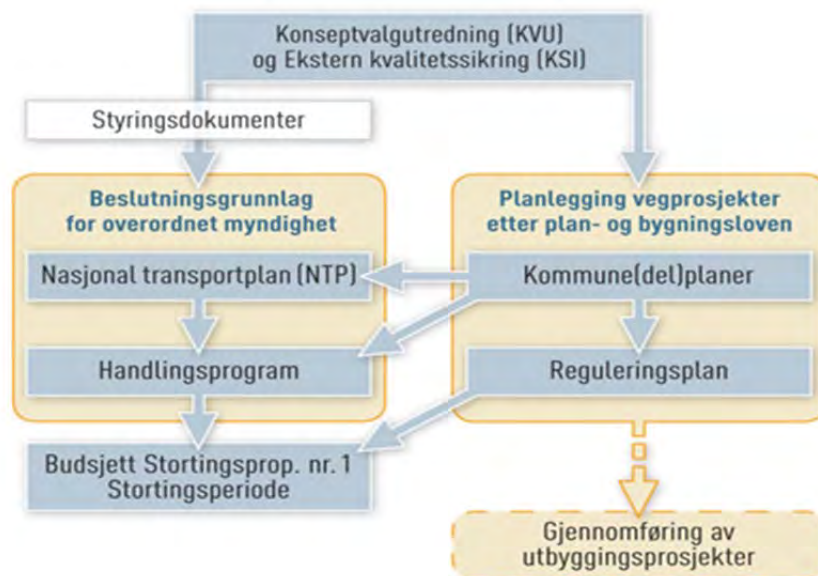 Konseptvalgutredning (KVU)
og Ekstern kvalitetssikring (KSI)
Styringsdokumenter
Beslutningsgrunnlag
for overordnet myndighet
Nasjonal transportplan (NTP)
Handlingsprogram
Budsjett Stortingsprop. nr. 1
Stortingsperiode
Planlegging vegprosjekter
etter plan- og bygningsloven
Kommune(del)planer
Reguleringsplan
Gjennomføring av
utbyggingsprosjekter